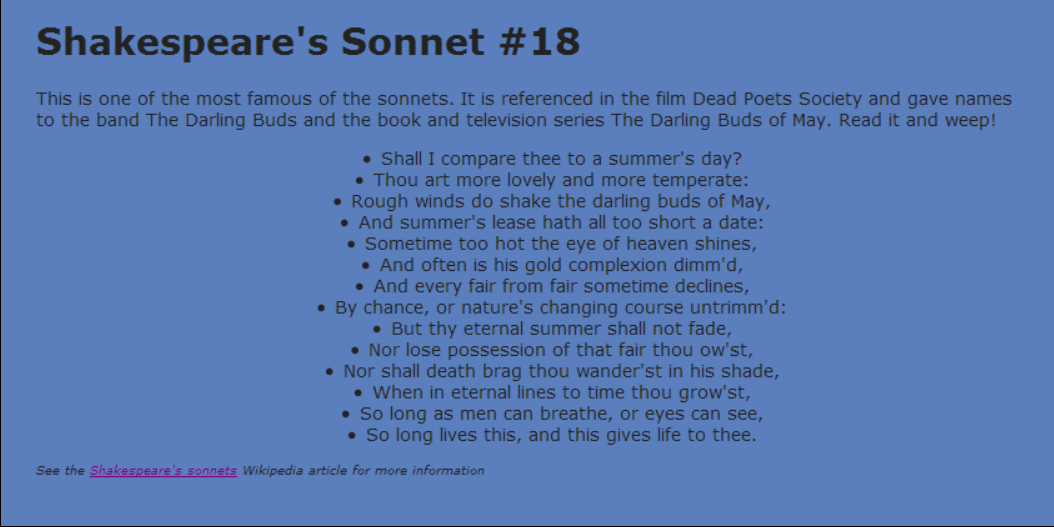 Shakespeare's Sonnet #18
This is one of the most famous of the sonnets. It is referenced in the film Dead Poets Society and gave names
to the band The Darling Buds and the book and television series The Darling Buds of May. Read it and weep!
• Shall I compare thee to a summer's day?
• Thou art more lovely and more temperate:
• Rough winds do shake the darling buds of May,
• And summer's lease hath all too short a date:
• Sometime too hot the eye of heaven shines,
• And often is his gold complexion dimm'd,
• And every fair from fair sometime declines,
• By chance, or nature's changing course untrimm'd:
• But thy eternal summer shall not fade,
• Nor lose possession of that fair thou ow'st,
• Nor shall death brag thou wander'st in his shade,
• When in eternal lines to time thou grow'st,
• So long as men can breathe, or eyes can see,
• So long lives this, and this gives life to thee.
See the Shakespeare's sonnets Wikipedia article for more information